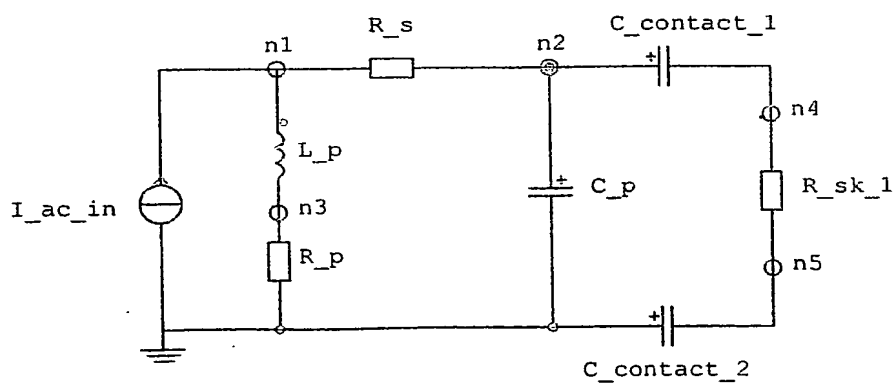 C_contact_1
R_s
n1
n2
n4
L_p
C_p
R_sk_1
I_ac_in
n3
R_p
n5
C_contact_2